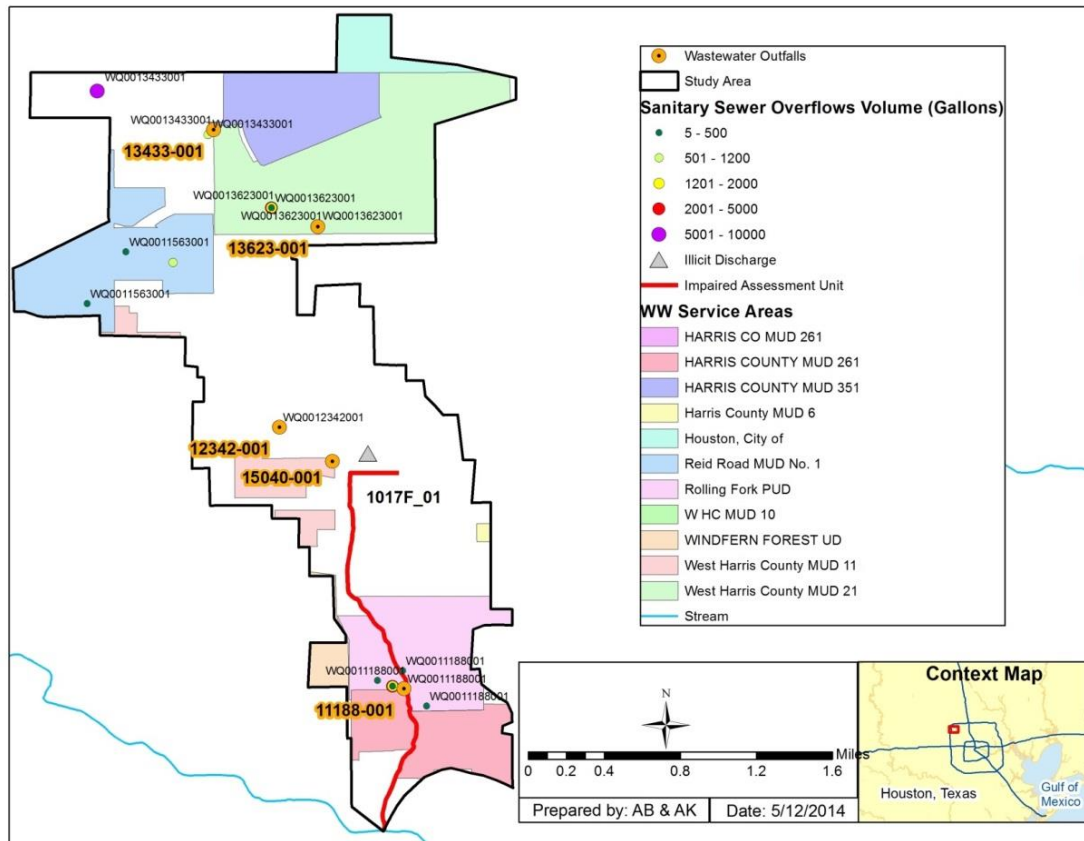 WQ0013433001
WQ0013433001
WQ0013433001
13433-001
WQ0013623001
WQ0013623001
WQ0013623001
WQ0013623001
13623-001
WQ0011563001
WQ0011563001
WQ0012342001
12342-001
15040-001
1017F_01
WQ0011188001
WQ0011188001
WQ0011188001
WQ0011188001
11188-001
Wastewater Outfalls
Study Area
Sanitary Sewer Overflows Volume (Gallons)
5 - 500
501 - 1200
1201 - 2000
2001 - 5000
5001 - 10000
Illicit Discharge
Impaired Assessment Unit
WW Service Areas
HARRIS CO MUD 261
HARRIS COUNTY MUD 261
HARRIS COUNTY MUD 351
Harris County MUD 6
Houston, City of
Reid Road MUD No. 1
Rolling Fork PUD
W HC MUD 10
WINDFERN FOREST UD
West Harris County MUD 11
West Harris County MUD 21
Stream
N
Miles
0 0.2 0.4 0.8 1.2 1.6
Prepared by: AB & AK
Date: 5/12/2014
Context Map
Houston, Texas
Gulf of
Mexico